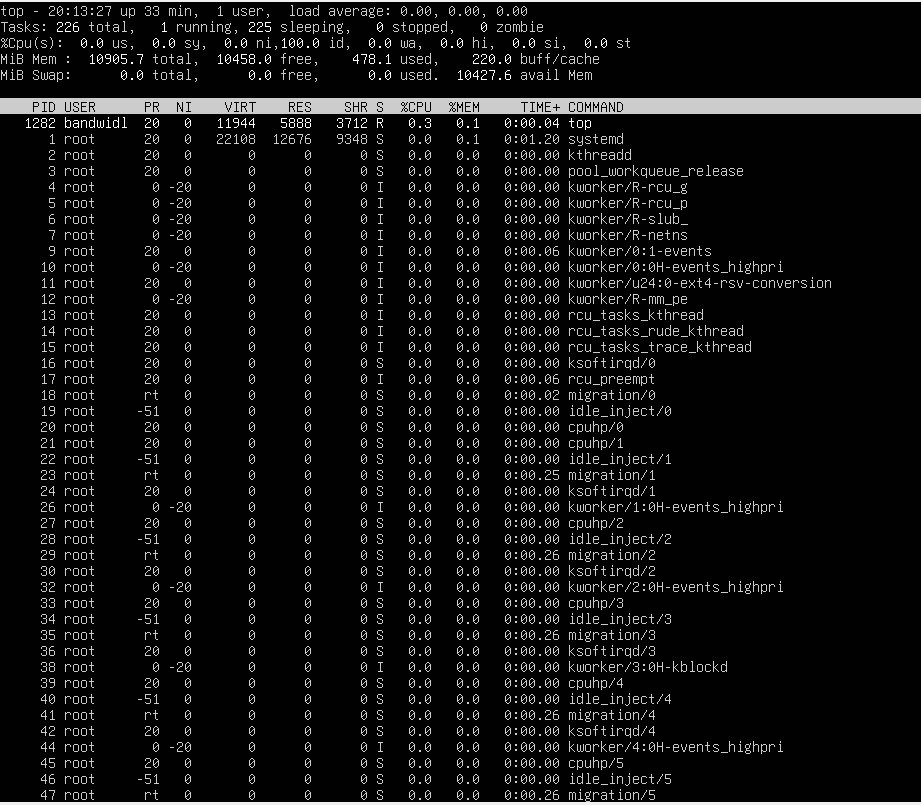 top - 20:13:27 up 33 min,  1 user,  load average: 0.00, 0.00, 0.00
Tasks: 226 total,   1 running, 225 sleeping,   0 stopped,   0 zombie
%Cpu(s):  0.0 us,  0.0 sy,  0.0 ni,100.0 id,  0.0 wa,  0.0 hi,  0.0 si,  0.0 st
MiB Mem :  10905.7 total,  10458.0 free,    478.1 used,    220.0 buff/cache
MiB Swap:      0.0 total,      0.0 free,      0.0 used.  10427.6 avail Mem
PID USER      PR  NI    VIRT    RES    SHR S  %CPU  %MEM     TIME+ COMMAND
1282 bandwidl  20   0   11944   5888   3712 R   0.3   0.1   0:00.04 top
1 root      20   0   22108  12676   9348 S   0.0   0.1   0:01.20 systemd
2 root      20   0       0      0      0 S   0.0   0.0   0:00.00 kthreadd
3 root      20   0       0      0      0 S   0.0   0.0   0:00.00 pool_workqueue_release
4 root       0 -20       0      0      0 I   0.0   0.0   0:00.00 kworker/R-rcu_g
5 root       0 -20       0      0      0 I   0.0   0.0   0:00.00 kworker/R-rcu_p
6 root       0 -20       0      0      0 I   0.0   0.0   0:00.00 kworker/R-slub_
7 root       0 -20       0      0      0 I   0.0   0.0   0:00.00 kworker/R-netns
9 root      20   0       0      0      0 I   0.0   0.0   0:00.06 kworker/0:1-events
10 root       0 -20       0      0      0 I   0.0   0.0   0:00.00 kworker/0:0H-events_highpri
11 root      20   0       0      0      0 I   0.0   0.0   0:00.00 kworker/u24:0-ext4-rsv-conversion
12 root       0 -20       0      0      0 I   0.0   0.0   0:00.00 kworker/R-mm_pe
13 root      20   0       0      0      0 I   0.0   0.0   0:00.00 rcu_tasks_kthread
14 root      20   0       0      0      0 I   0.0   0.0   0:00.00 rcu_tasks_rude_kthread
15 root      20   0       0      0      0 I   0.0   0.0   0:00.00 rcu_tasks_trace_kthread
16 root      20   0       0      0      0 S   0.0   0.0   0:00.00 ksoftirqd/0
17 root      20   0       0      0      0 I   0.0   0.0   0:00.06 rcu_preempt
18 root      rt   0       0      0      0 S   0.0   0.0   0:00.02 migration/0
19 root     -51   0       0      0      0 S   0.0   0.0   0:00.00 idle_inject/0
20 root      20   0       0      0      0 S   0.0   0.0   0:00.00 cpuhp/0
21 root      20   0       0      0      0 S   0.0   0.0   0:00.00 cpuhp/1
22 root     -51   0       0      0      0 S   0.0   0.0   0:00.00 idle_inject/1
23 root      rt   0       0      0      0 S   0.0   0.0   0:00.25 migration/1
24 root      20   0       0      0      0 S   0.0   0.0   0:00.00 ksoftirqd/1
26 root       0 -20       0      0      0 I   0.0   0.0   0:00.00 kworker/1:0H-events_highpri
27 root      20   0       0      0      0 S   0.0   0.0   0:00.00 cpuhp/2
28 root     -51   0       0      0      0 S   0.0   0.0   0:00.00 idle_inject/2
29 root      rt   0       0      0      0 S   0.0   0.0   0:00.26 migration/2
30 root      20   0       0      0      0 S   0.0   0.0   0:00.00 ksoftirqd/2
32 root       0 -20       0      0      0 I   0.0   0.0   0:00.00 kworker/2:0H-events_highpri
33 root      20   0       0      0      0 S   0.0   0.0   0:00.00 cpuhp/3
34 root     -51   0       0      0      0 S   0.0   0.0   0:00.00 idle_inject/3
35 root      rt   0       0      0      0 S   0.0   0.0   0:00.26 migration/3
36 root      20   0       0      0      0 S   0.0   0.0   0:00.00 ksoftirqd/3
38 root       0 -20       0      0      0 I   0.0   0.0   0:00.00 kworker/3:0H-kblockd
39 root      20   0       0      0      0 S   0.0   0.0   0:00.00 cpuhp/4
40 root     -51   0       0      0      0 S   0.0   0.0   0:00.00 idle_inject/4
41 root      rt   0       0      0      0 S   0.0   0.0   0:00.26 migration/4
42 root      20   0       0      0      0 S   0.0   0.0   0:00.00 ksoftirqd/4
44 root       0 -20       0      0      0 I   0.0   0.0   0:00.00 kworker/4:0H-events_highpri
45 root      20   0       0      0      0 S   0.0   0.0   0:00.00 cpuhp/5
46 root     -51   0       0      0      0 S   0.0   0.0   0:00.00 idle_inject/5
47 root      rt   0       0      0      0 S   0.0   0.0   0:00.26 migration/5